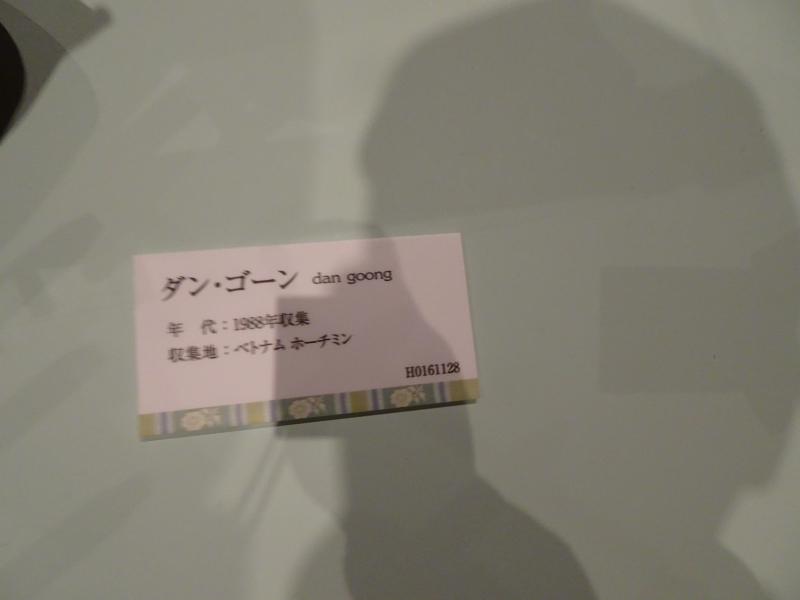 ダン・ゴーン dan goong
年　代：1988年収集
収集地：ベトナム ホーチミン
H0161128